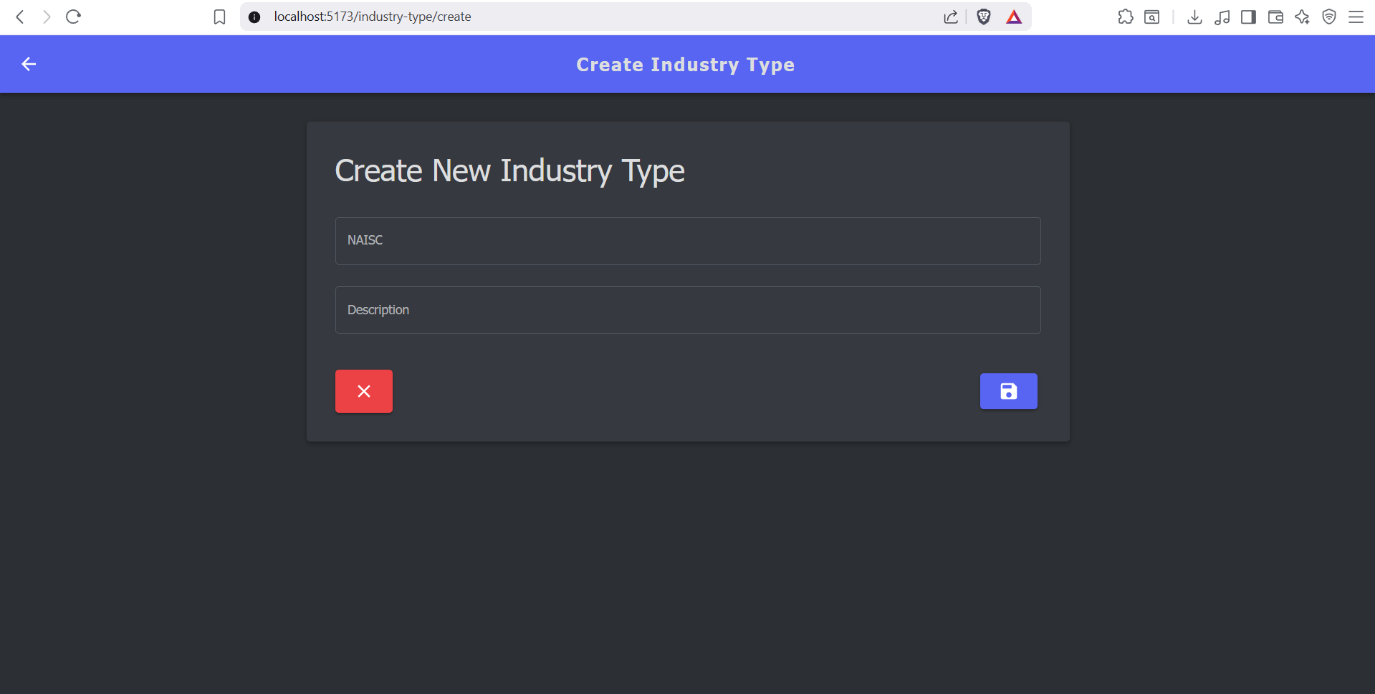 localhost:5173/industry-type/create
Create Industry Type
Create New Industry Type
NAISC
Description